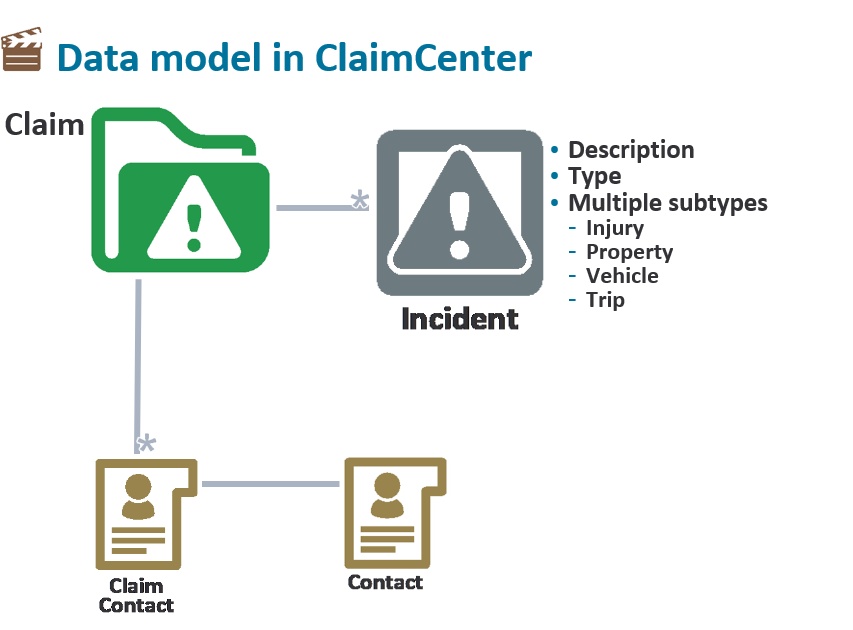 Data model in ClaimCenter
Claim
*
• Description
• Type
• Multiple subtypes
- Injury
- Property
- Vehicle
- Trip
Incident
*
Claim
Contact
Contact